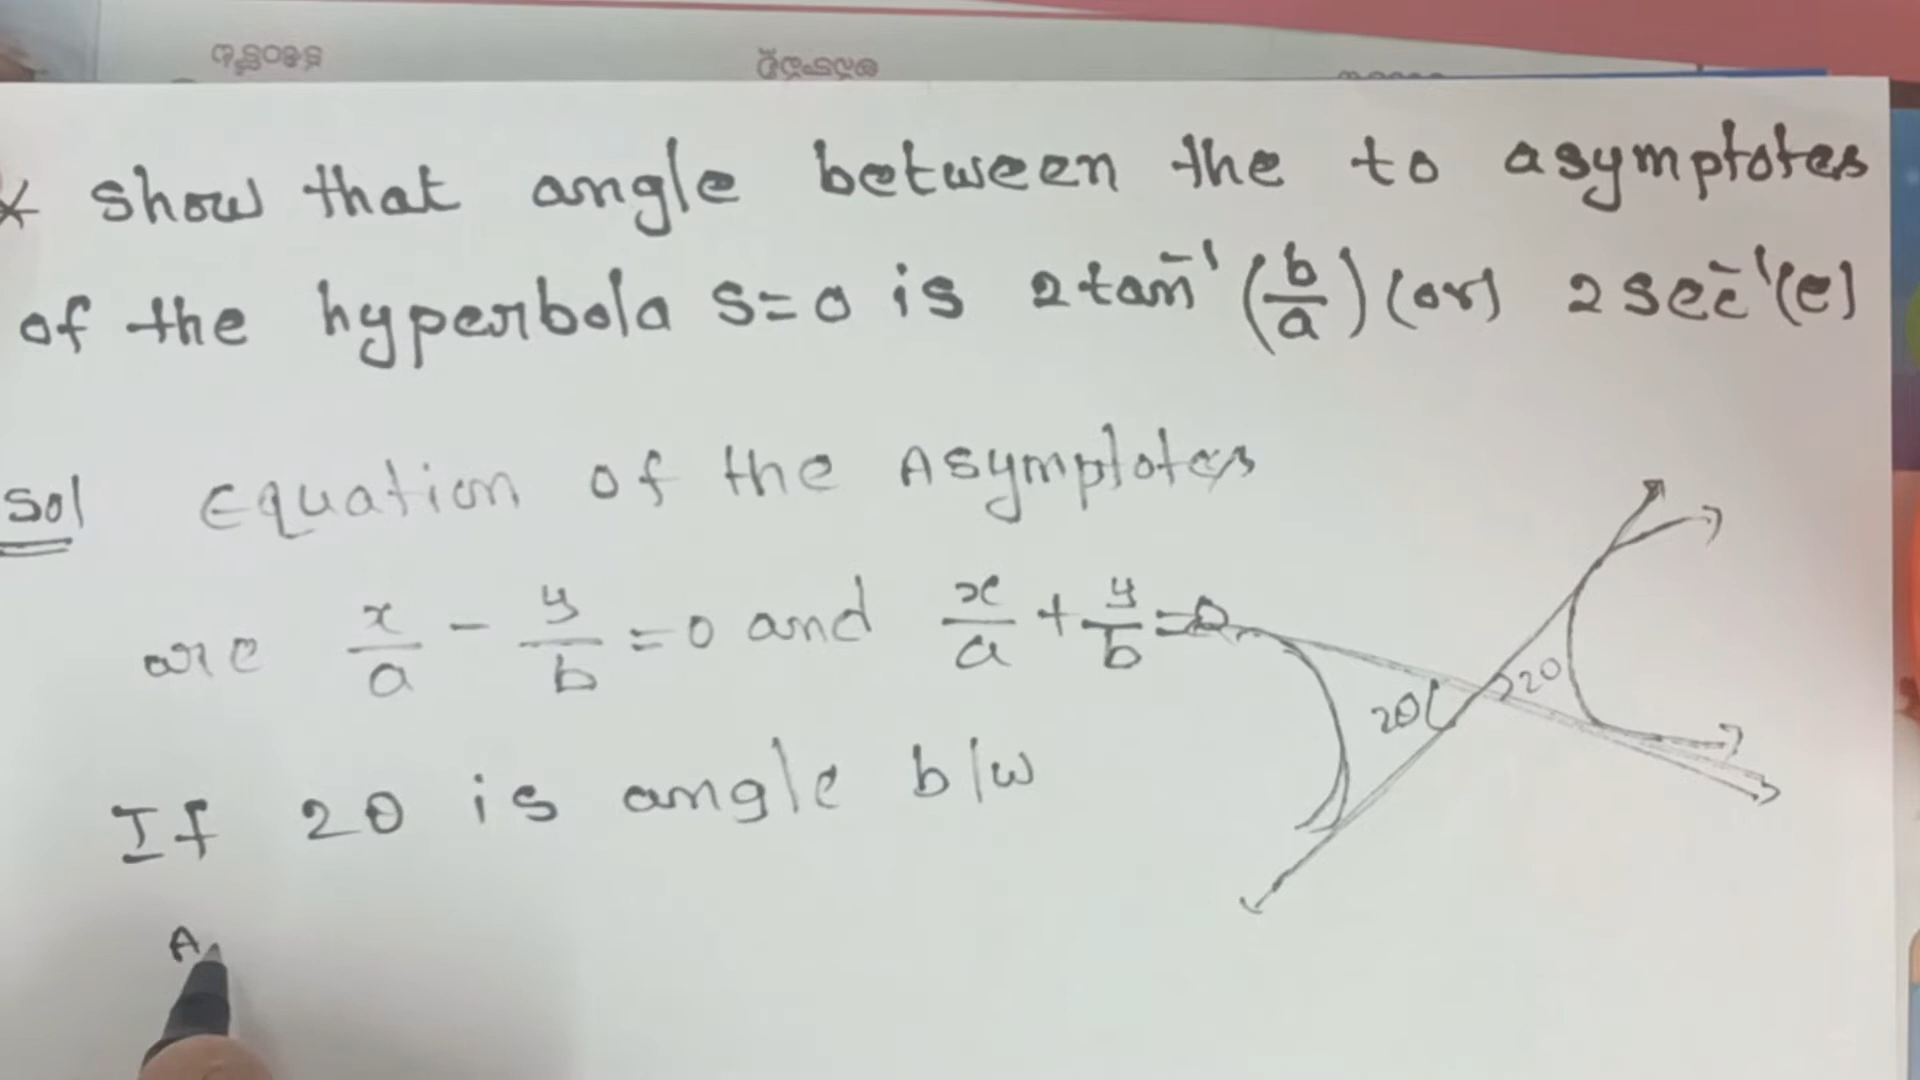 * show that angle between the to asymptotes
of the hyperbola S=0 is 2tan⁻¹(b/a) (or) 2sec⁻¹(e)
Sol Equation of the Asymptotes
are x/a - y/b = 0 and x/a + y/b = 0
2θ
2θ
If 2θ is angle b/w
A